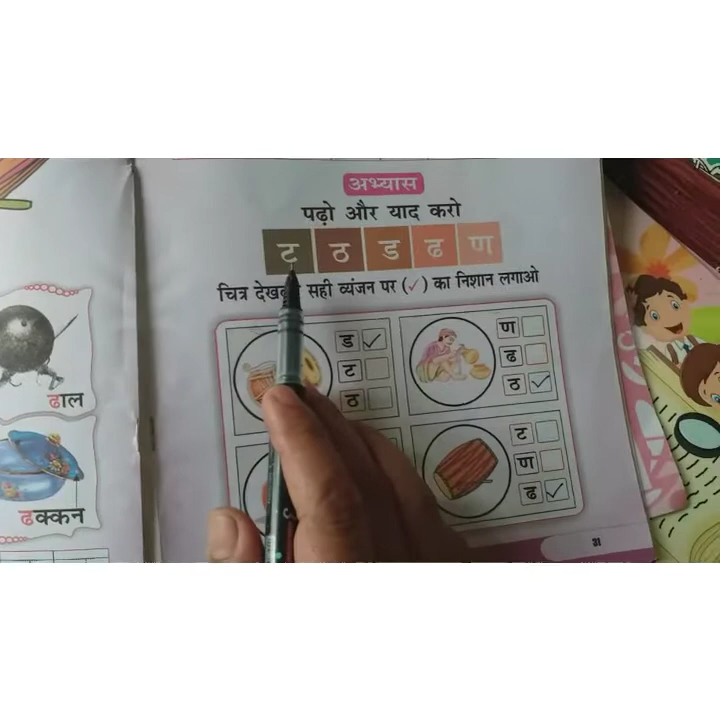 अभ्यास
पढ़ो और याद करो
ट ठ ड ढ ण
चित्र सही व्यंजन पर (✓) का निशान लगाओ
ड
ट
ठ
ण
ढ
ठ
ट
ण
ढ
ढाल
ढक्कन
31